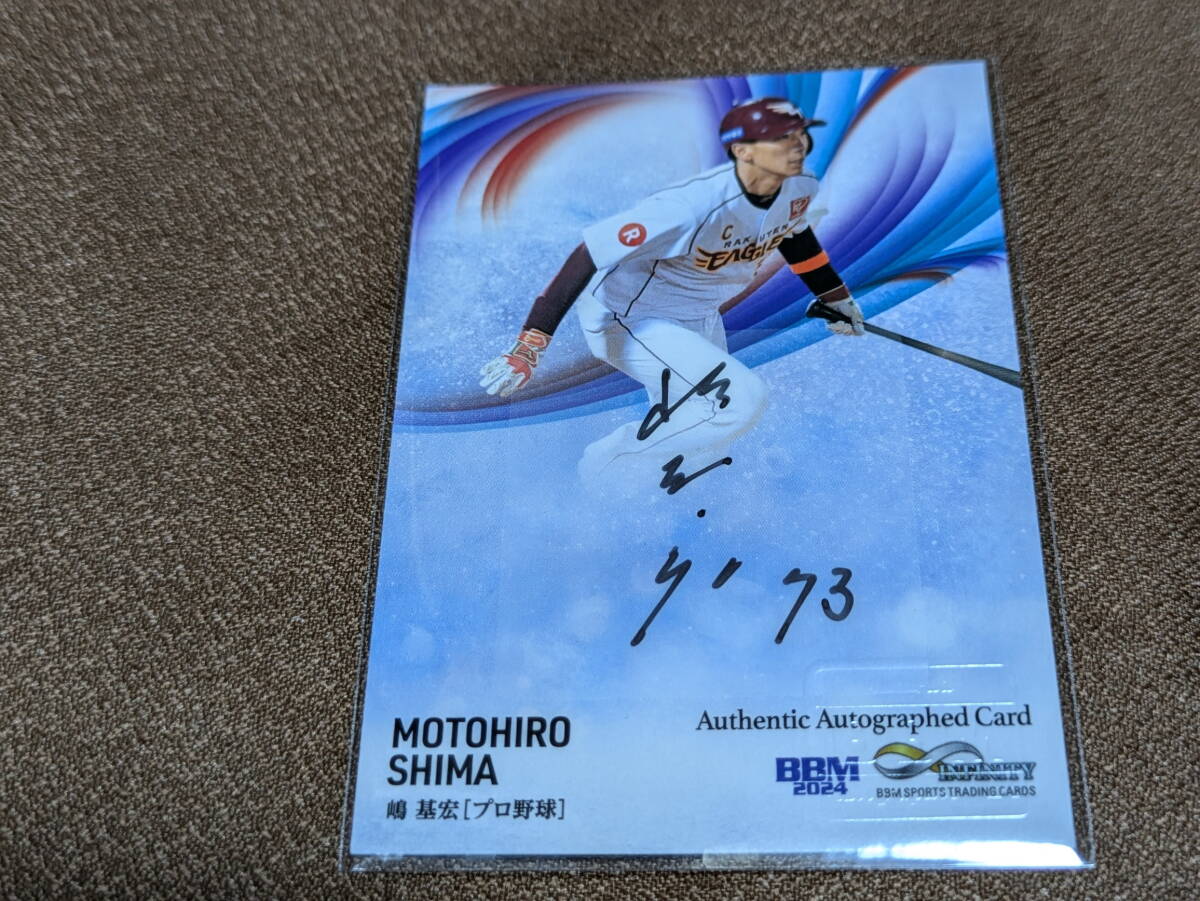 C
RAKUTEN
EAGLES
R
73
Authentic Autographed Card
MOTOHIRO
SHIMA
嶋 基宏[プロ野球]
BBM
2024
INFINITY
BBM SPORTS TRADING CARDS